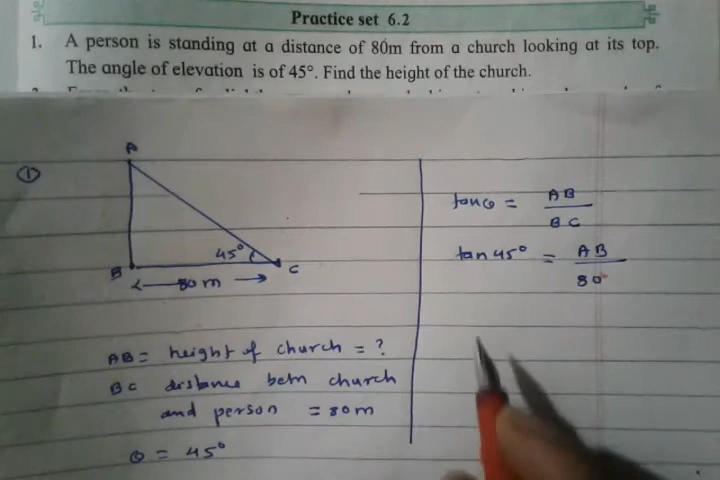 Practice set 6.2
1. A person is standing at a distance of 80m from a church looking at its top.
The angle of elevation is of 45°. Find the height of the church.
①
A
45°
B
C
80 m
AB = height of church = ?
BC distance betn church
and person = 80m
θ = 45°
tanθ = AB
BC
tan 45° = AB
80